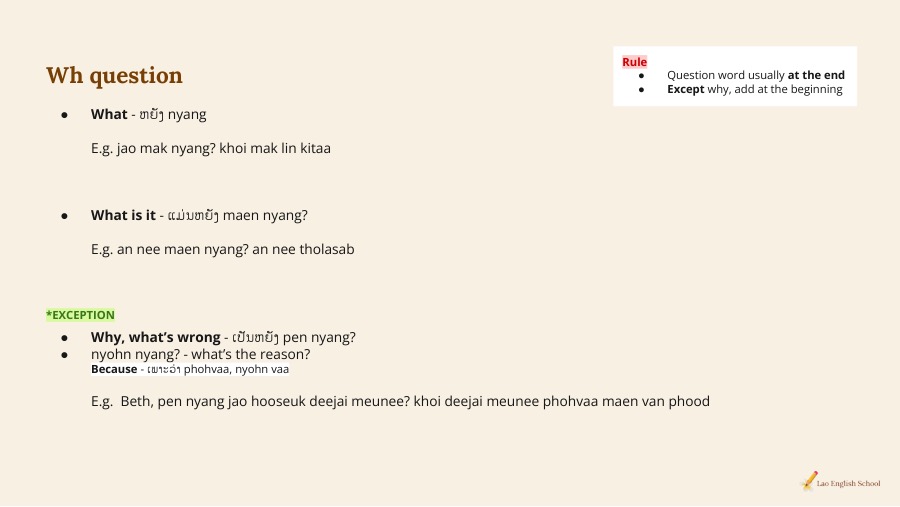 Wh question
Rule
● Question word usually at the end
● Except why, add at the beginning
● What - ຫຍັງ nyang
E.g. jao mak nyang? khoi mak lin kitaa
● What is it - ແມ່ນຫຍັງ maen nyang?
E.g. an nee maen nyang? an nee tholasab
*EXCEPTION
● Why, what’s wrong - ເປັນຫຍັງ pen nyang?
● nyohn nyang? - what’s the reason?
Because - ເພາະວ່າ phohvaa, nyohn vaa
E.g. Beth, pen nyang jao hooseuk deejai meunee? khoi deejai meunee phohvaa maen van phood
Lao English School